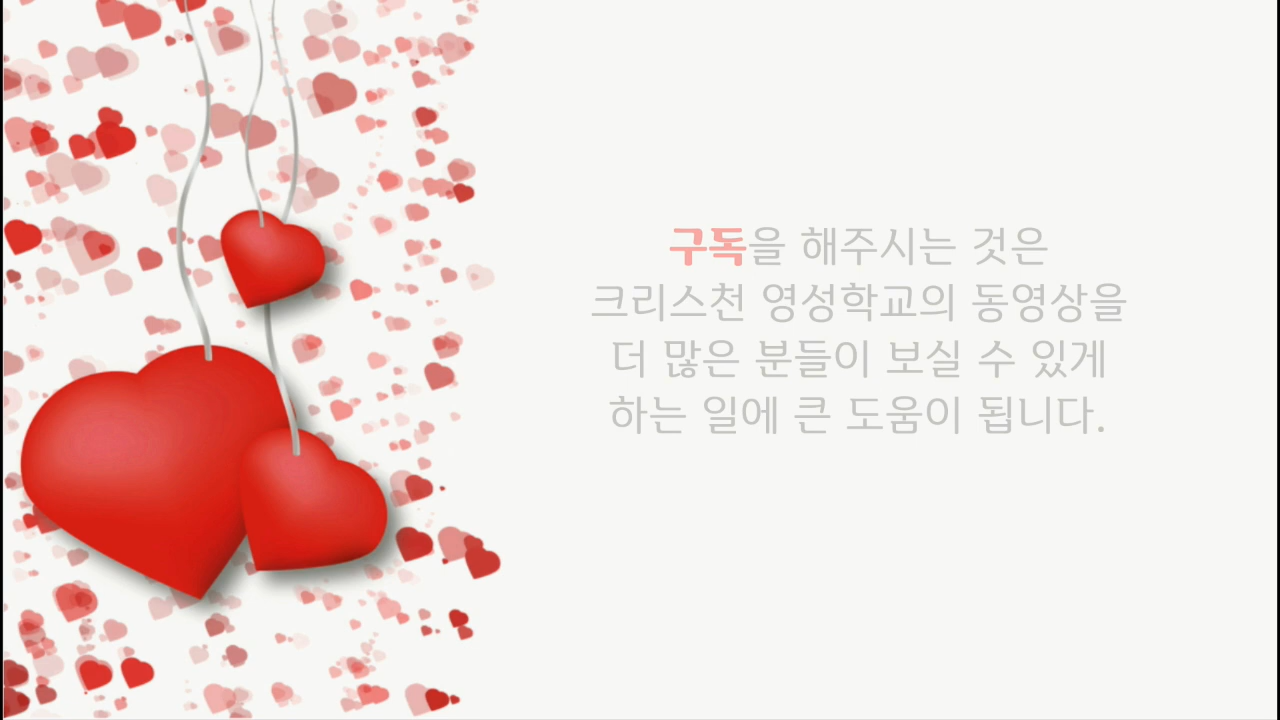 구독을 해주시는 것은
크리스천 영성학교의 동영상을
더 많은 분들이 보실 수 있게
하는 일에 큰 도움이 됩니다.